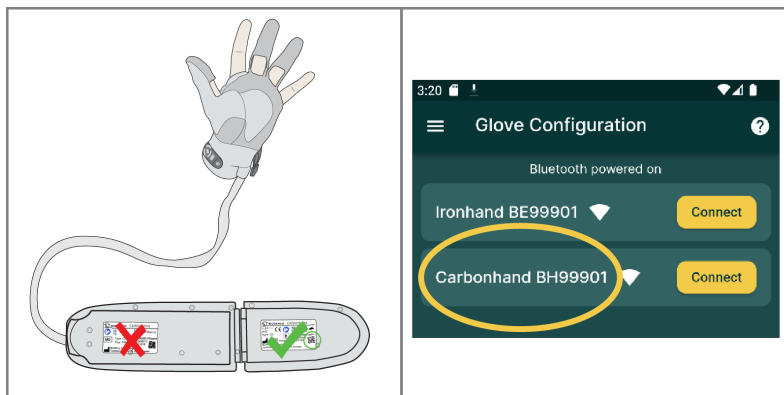 3:20
Glove Configuration
?
Bluetooth powered on
Ironhand BE99901
Connect
Carbonhand BH99901
Connect